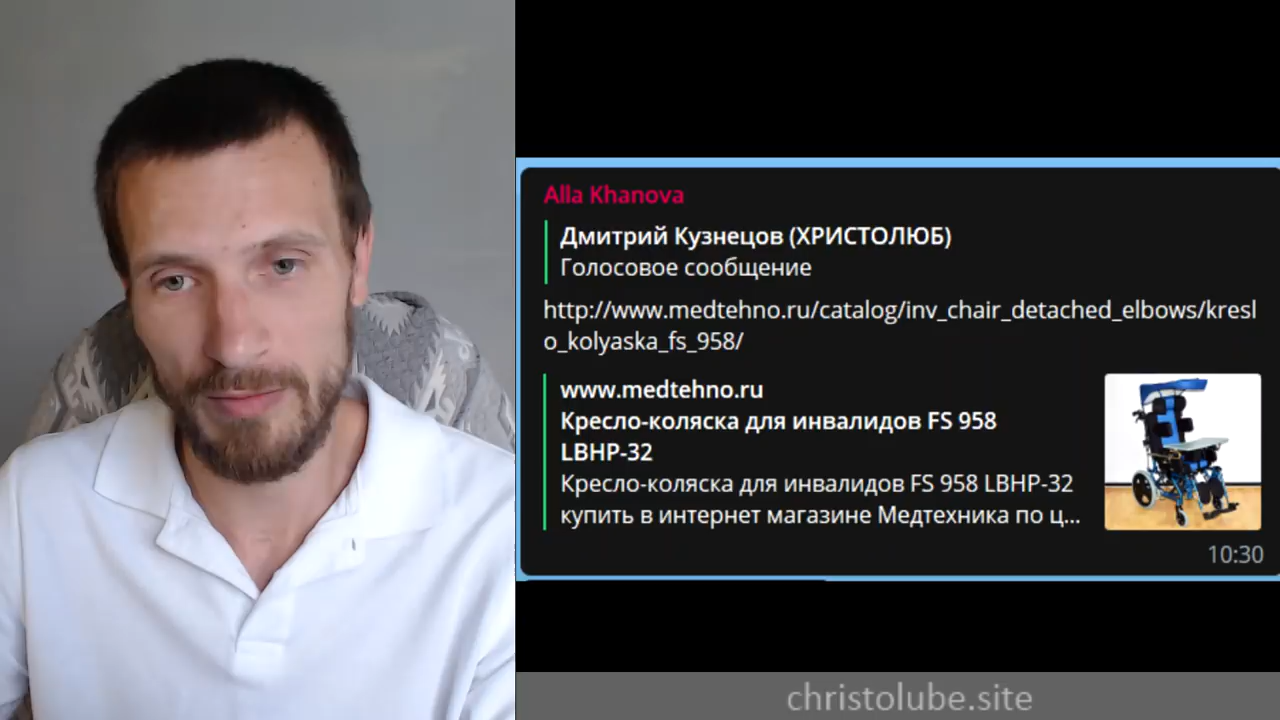 Alla Khanova
Дмитрий Кузнецов (ХРИСТОЛЮБ)
Голосовое сообщение
http://www.medtehno.ru/catalog/inv_chair_detached_elbows/kresl
o_kolyaska_fs_958/
www.medtehno.ru
Кресло-коляска для инвалидов FS 958
LBHP-32
Кресло-коляска для инвалидов FS 958 LBHP-32
купить в интернет магазине Медтехника по ц...
10:30
christolube.site